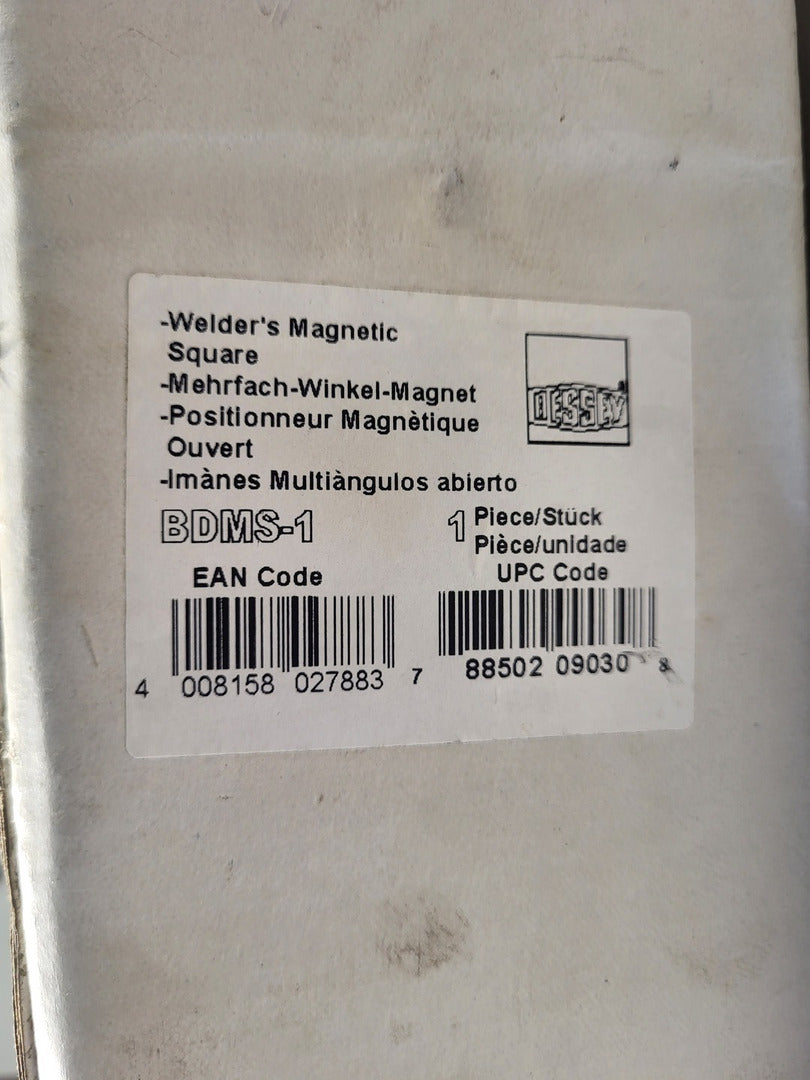 -Welder's Magnetic
Square
-Mehrfach-Winkel-Magnet
-Positionneur Magnètique
Ouvert
-Imànes Multiàngulos abierto
BESSEY
BDMS-1
1 Piece/Stück
Pièce/unidade
EAN Code
UPC Code
4 008158 027883
7 88502 09030 8